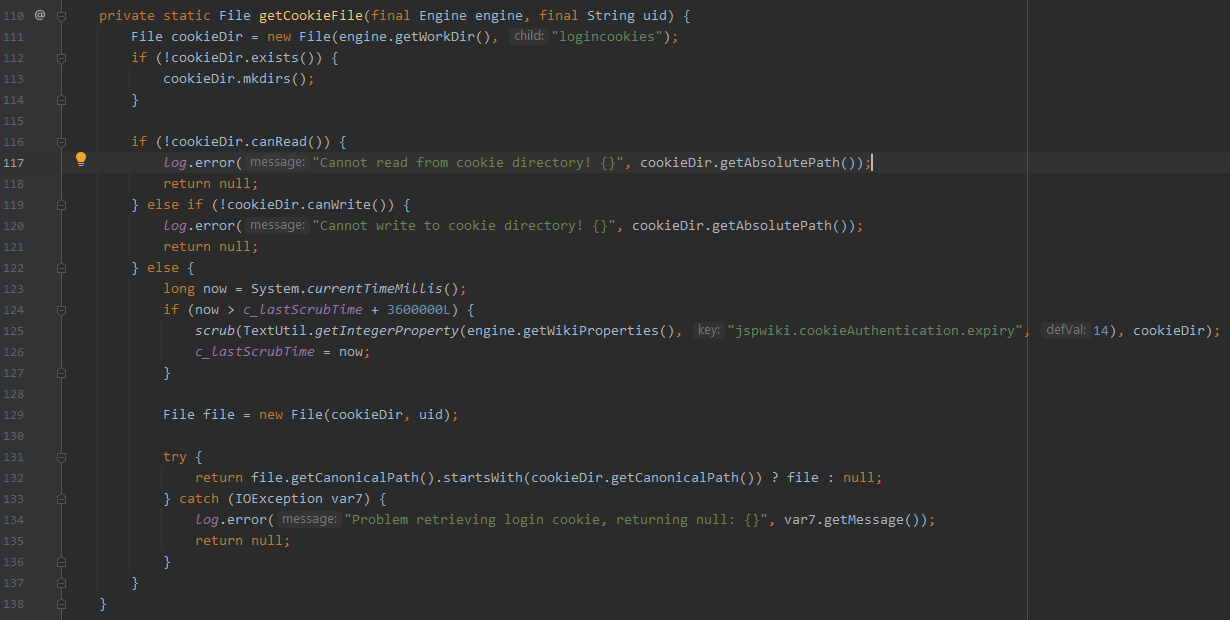 110 @ private static File getCookieFile(final Engine engine, final String uid) {
111 File cookieDir = new File(engine.getWorkDir(), child: "logincookies");
112 if (!cookieDir.exists()) {
113 cookieDir.mkdirs();
114 }
115
116 if (!cookieDir.canRead()) {
117 log.error( message: "Cannot read from cookie directory! {}", cookieDir.getAbsolutePath());
118 return null;
119 } else if (!cookieDir.canWrite()) {
120 log.error( message: "Cannot write to cookie directory! {}", cookieDir.getAbsolutePath());
121 return null;
122 } else {
123 long now = System.currentTimeMillis();
124 if (now > c_lastScrubTime + 3600000L) {
125 scrub(TextUtil.getIntegerProperty(engine.getWikiProperties(), key: "jspwiki.cookieAuthentication.expiry", defVal: 14), cookieDir);
126 c_lastScrubTime = now;
127 }
128
129 File file = new File(cookieDir, uid);
130
131 try {
132 return file.getCanonicalPath().startsWith(cookieDir.getCanonicalPath()) ? file : null;
133 } catch (IOException var7) {
134 log.error( message: "Problem retrieving login cookie, returning null: {}", var7.getMessage());
135 return null;
136 }
137 }
138 }